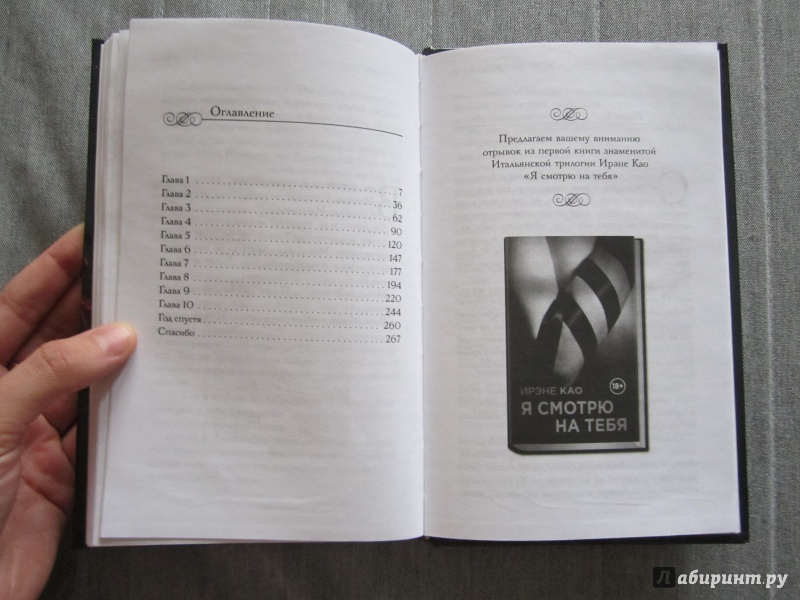 Оглавление
Глава 1 7
Глава 2 36
Глава 3 62
Глава 4 90
Глава 5 120
Глава 6 147
Глава 7 177
Глава 8 194
Глава 9 220
Глава 10 244
Год спустя 260
Спасибо 267
Предлагаем вашему вниманию
отрывок из первой книги знаменитой
Итальянской трилогии Ирэне Као
«Я смотрю на тебя»
ИРЭНЕ КАО
18+
Я СМОТРЮ
НА ТЕБЯ
Лабиринт.ру